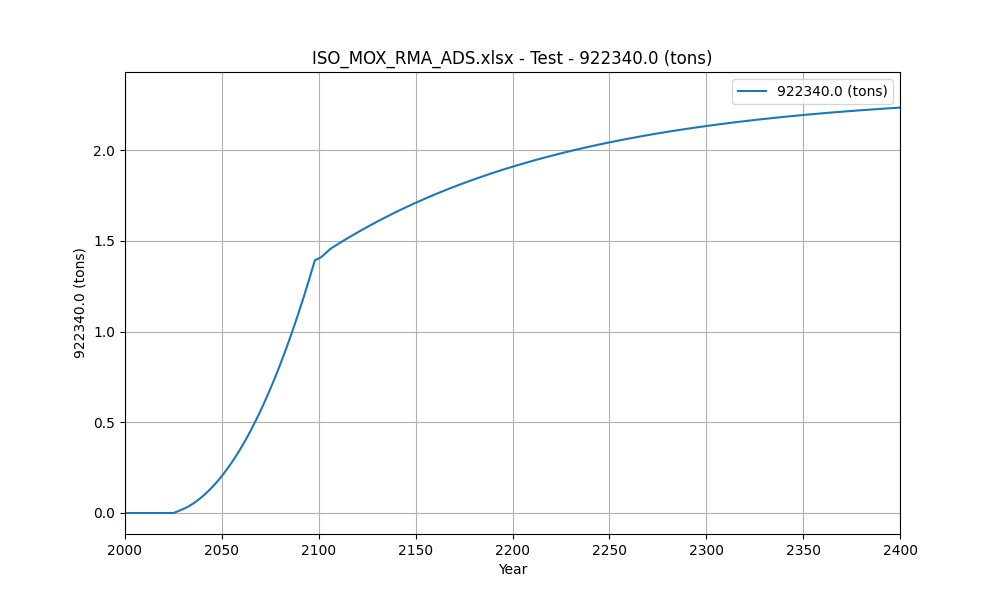 ISO_MOX_RMA_ADS.xlsx - Test - 922340.0 (tons)
922340.0 (tons)
2.0
1.5
1.0
0.5
0.0
922340.0 (tons)
2000 2050 2100 2150 2200 2250 2300 2350 2400
Year